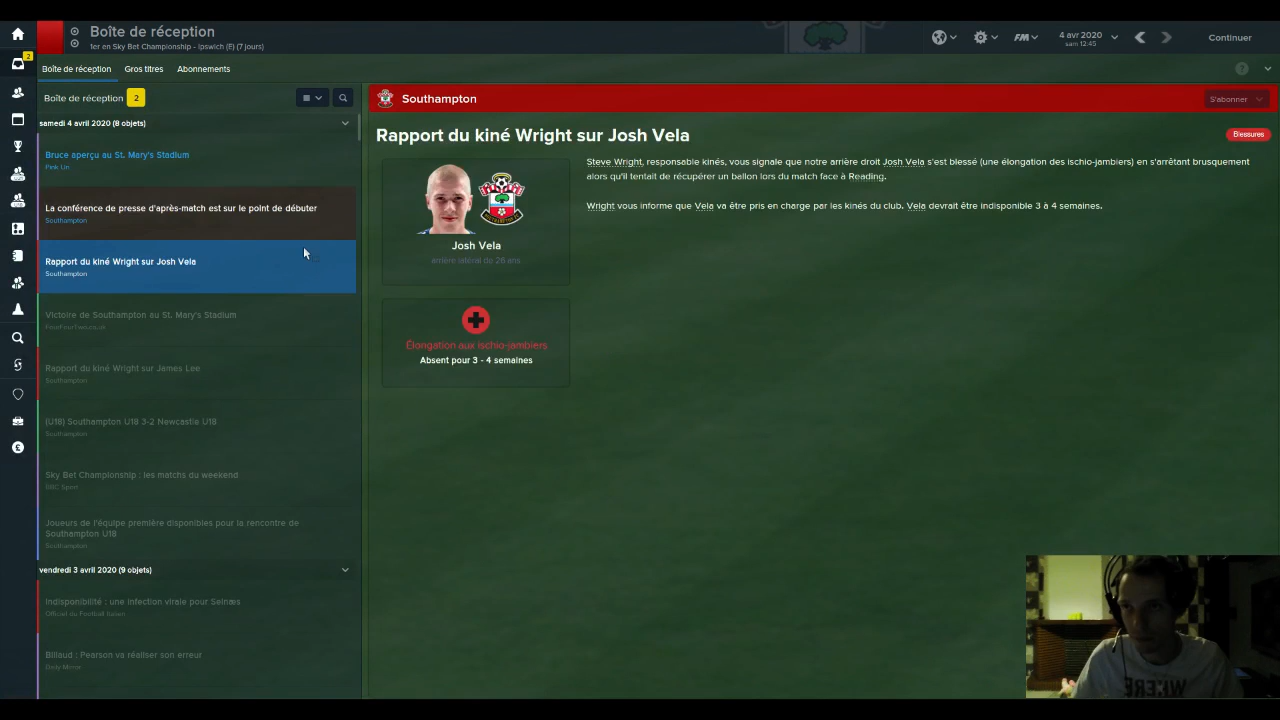 Boîte de réception
1er en Sky Bet Championship - Ipswich (E) (7 jours)
FM
4 avr 2020
sam 12:45
Continuer
2
Boîte de réception
Gros titres
Abonnements
Boîte de réception 2
samedi 4 avril 2020 (8 objets)
Bruce aperçu au St. Mary's Stadium
Pink Un
La conférence de presse d'après-match est sur le point de débuter
Southampton
Rapport du kiné Wright sur Josh Vela
Southampton
Victoire de Southampton au St. Mary's Stadium
FourFourTwo.co.uk
Rapport du kiné Wright sur James Lee
Southampton
(U18) Southampton U18 3-2 Newcastle U18
Southampton
Sky Bet Championship : les matchs du weekend
BBC Sport
Joueurs de l'équipe première disponibles pour la rencontre de
Southampton U18
Southampton
vendredi 3 avril 2020 (9 objets)
Indisponibilité : une infection virale pour Selnæs
Officiel du Football Italien
Billaud : Pearson va réaliser son erreur
Daily Mirror
Southampton
S'abonner
Rapport du kiné Wright sur Josh Vela
Blessures
Josh Vela
arrière latéral de 26 ans
Élongation aux ischio-jambiers
Absent pour 3 - 4 semaines
Steve Wright, responsable kinés, vous signale que notre arrière droit Josh Vela s'est blessé (une élongation des ischio-jambiers) en s'arrêtant brusquement
alors qu'il tentait de récupérer un ballon lors du match face à Reading.
Wright vous informe que Vela va être pris en charge par les kinés du club. Vela devrait être indisponible 3 à 4 semaines.